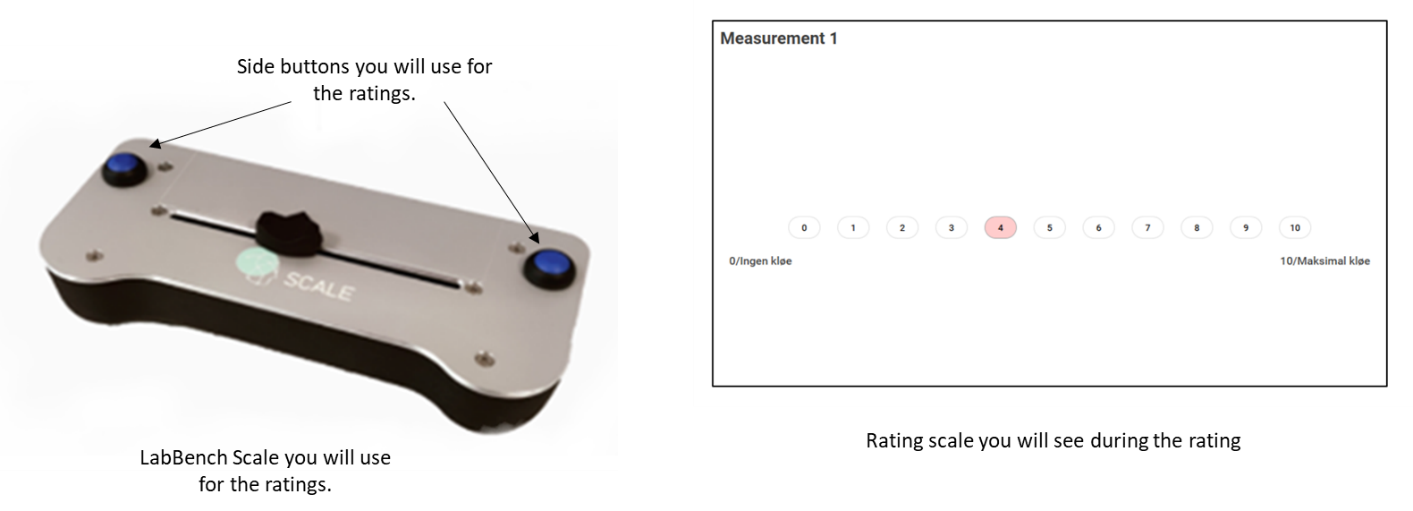 Side buttons you will use for
the ratings.
SCALE
LabBench Scale you will use
for the ratings.
Measurement 1
0 1 2 3 4 5 6 7 8 9 10
0/Ingen kløe
10/Maksimal kløe
Rating scale you will see during the rating